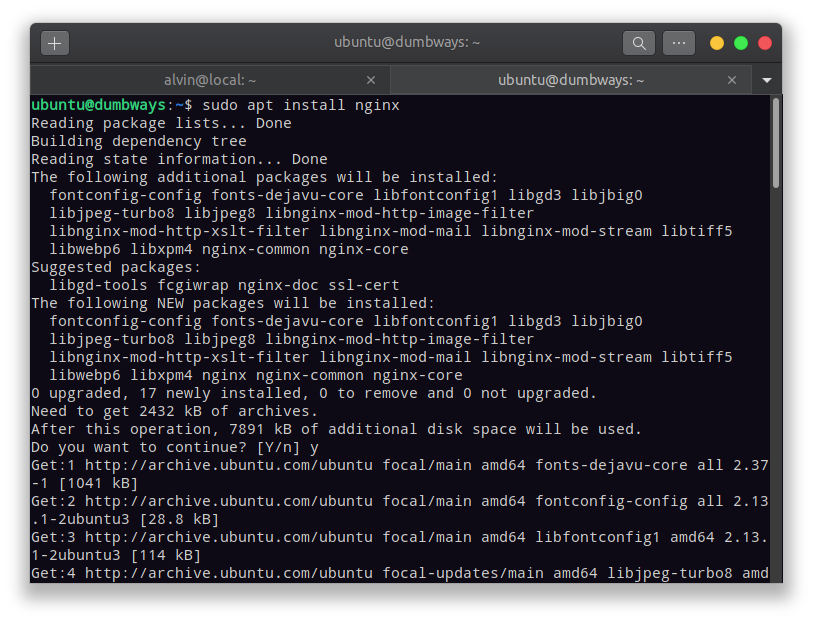 ubuntu@dumbways: ~
alvin@local: ~
ubuntu@dumbways: ~
ubuntu@dumbways:~$ sudo apt install nginx
Reading package lists... Done
Building dependency tree
Reading state information... Done
The following additional packages will be installed:
  fontconfig-config fonts-dejavu-core libfontconfig1 libgd3 libjbig0
  libjpeg-turbo8 libjpeg8 libnginx-mod-http-image-filter
  libnginx-mod-http-xslt-filter libnginx-mod-mail libnginx-mod-stream libtiff5
  libwebp6 libxpm4 nginx-common nginx-core
Suggested packages:
  libgd-tools fcgiwrap nginx-doc ssl-cert
The following NEW packages will be installed:
  fontconfig-config fonts-dejavu-core libfontconfig1 libgd3 libjbig0
  libjpeg-turbo8 libjpeg8 libnginx-mod-http-image-filter
  libnginx-mod-http-xslt-filter libnginx-mod-mail libnginx-mod-stream libtiff5
  libwebp6 libxpm4 nginx nginx-common nginx-core
0 upgraded, 17 newly installed, 0 to remove and 0 not upgraded.
Need to get 2432 kB of archives.
After this operation, 7891 kB of additional disk space will be used.
Do you want to continue? [Y/n] y
Get:1 http://archive.ubuntu.com/ubuntu focal/main amd64 fonts-dejavu-core all 2.37
-1 [1041 kB]
Get:2 http://archive.ubuntu.com/ubuntu focal/main amd64 fontconfig-config all 2.13
.1-2ubuntu3 [28.8 kB]
Get:3 http://archive.ubuntu.com/ubuntu focal/main amd64 libfontconfig1 amd64 2.13.
1-2ubuntu3 [114 kB]
Get:4 http://archive.ubuntu.com/ubuntu focal-updates/main amd64 libjpeg-turbo8 amd